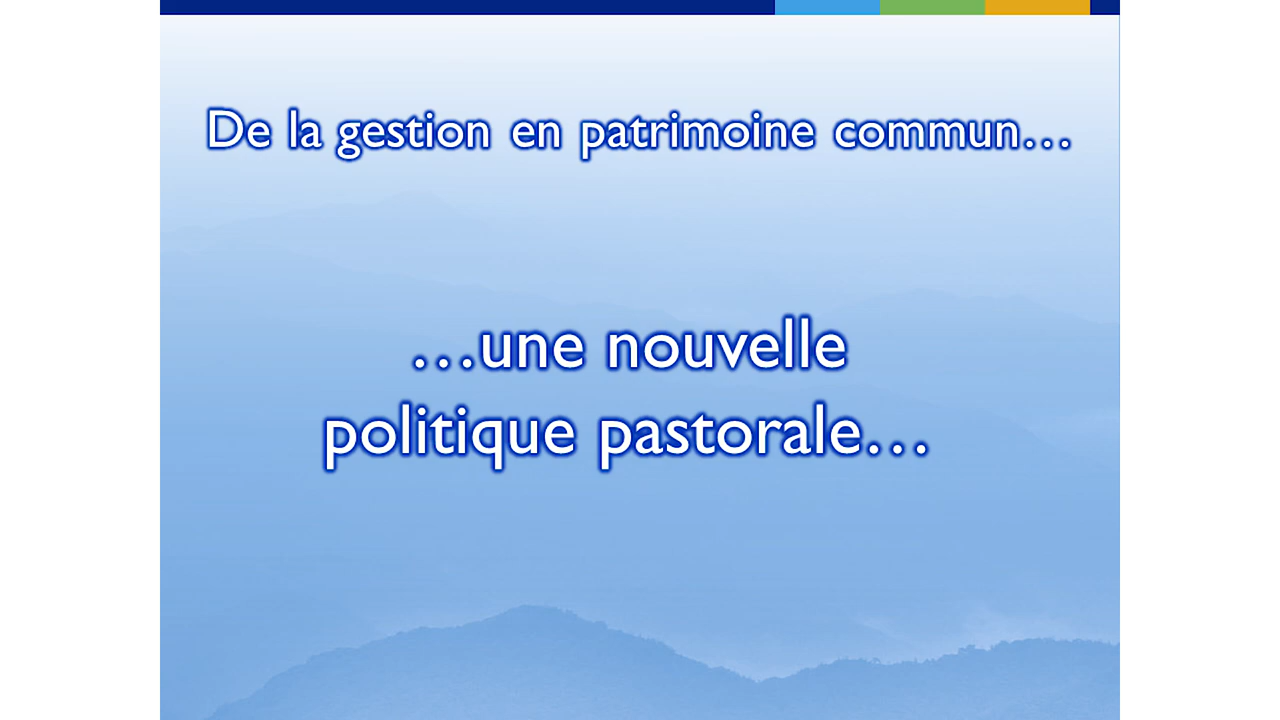 De la gestion en patrimoine commun…
…une nouvelle
politique pastorale…